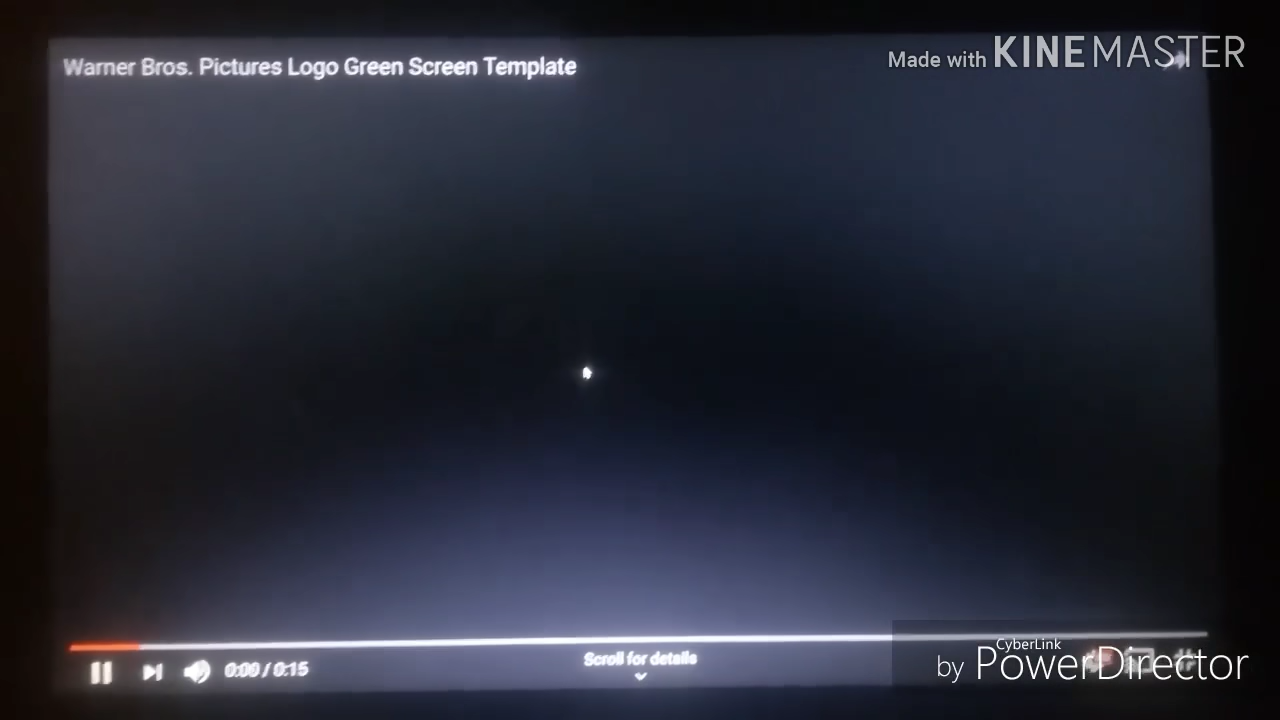 Warner Bros. Pictures Logo Green Screen Template
Made with KINEMASTER
0:00 / 0:15
Scroll for details
CyberLink
by PowerDirector